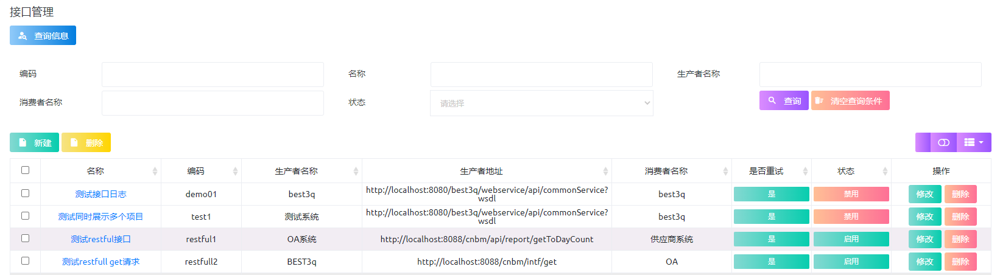 接口管理
查询信息
编码
名称
生产者名称
消费者名称
状态 请选择
查询 清空查询条件
新建 删除
名称 编码 生产者名称 生产者地址 消费者名称 是否重试 状态 操作
测试接口日志 demo01 best3q http://localhost:8080/best3q/webservice/api/commonService?
wsdl best3q 是 禁用 修改 删除
测试同时展示多个项目 test1 测试系统 http://localhost:8080/best3q/webservice/api/commonService?
wsdl best3q 是 禁用 修改 删除
测试restful接口 restful1 OA系统 http://localhost:8088/cnbm/api/report/getToDayCount 供应商系统 是 启用 修改 删除
测试restfull get请求 restfull2 BEST3q http://localhost:8088/cnbm/intf/get OA 是 启用 修改 删除